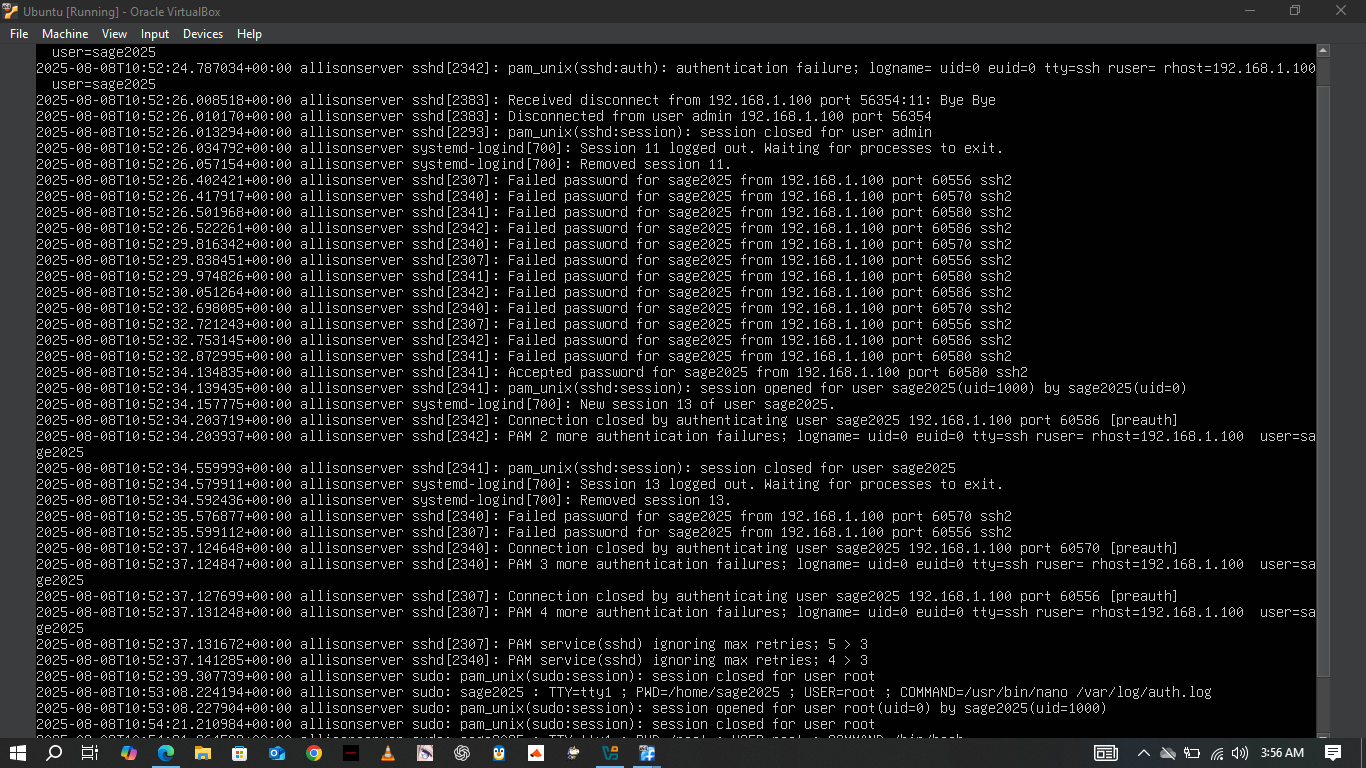 Ubuntu [Running] - Oracle VirtualBox
File Machine View Input Devices Help
user=sage2025
2025-08-08T10:52:24.787034+00:00 allisonserver sshd[2342]: pam_unix(sshd:auth): authentication failure; logname= uid=0 euid=0 tty=ssh ruser= rhost=192.168.1.100
user=sage2025
2025-08-08T10:52:26.008518+00:00 allisonserver sshd[2383]: Received disconnect from 192.168.1.100 port 56354:11: Bye Bye
2025-08-08T10:52:26.010170+00:00 allisonserver sshd[2383]: Disconnected from user admin 192.168.1.100 port 56354
2025-08-08T10:52:26.013294+00:00 allisonserver sshd[2293]: pam_unix(sshd:session): session closed for user admin
2025-08-08T10:52:26.034792+00:00 allisonserver systemd-logind[700]: Session 11 logged out. Waiting for processes to exit.
2025-08-08T10:52:26.057154+00:00 allisonserver systemd-logind[700]: Removed session 11.
2025-08-08T10:52:26.402421+00:00 allisonserver sshd[2307]: Failed password for sage2025 from 192.168.1.100 port 60556 ssh2
2025-08-08T10:52:26.417917+00:00 allisonserver sshd[2340]: Failed password for sage2025 from 192.168.1.100 port 60570 ssh2
2025-08-08T10:52:26.501968+00:00 allisonserver sshd[2341]: Failed password for sage2025 from 192.168.1.100 port 60580 ssh2
2025-08-08T10:52:26.522261+00:00 allisonserver sshd[2342]: Failed password for sage2025 from 192.168.1.100 port 60586 ssh2
2025-08-08T10:52:29.816342+00:00 allisonserver sshd[2340]: Failed password for sage2025 from 192.168.1.100 port 60570 ssh2
2025-08-08T10:52:29.838451+00:00 allisonserver sshd[2307]: Failed password for sage2025 from 192.168.1.100 port 60556 ssh2
2025-08-08T10:52:29.974826+00:00 allisonserver sshd[2341]: Failed password for sage2025 from 192.168.1.100 port 60580 ssh2
2025-08-08T10:52:30.051264+00:00 allisonserver sshd[2342]: Failed password for sage2025 from 192.168.1.100 port 60586 ssh2
2025-08-08T10:52:32.698085+00:00 allisonserver sshd[2340]: Failed password for sage2025 from 192.168.1.100 port 60570 ssh2
2025-08-08T10:52:32.721243+00:00 allisonserver sshd[2307]: Failed password for sage2025 from 192.168.1.100 port 60556 ssh2
2025-08-08T10:52:32.753145+00:00 allisonserver sshd[2342]: Failed password for sage2025 from 192.168.1.100 port 60586 ssh2
2025-08-08T10:52:32.872995+00:00 allisonserver sshd[2341]: Failed password for sage2025 from 192.168.1.100 port 60580 ssh2
2025-08-08T10:52:34.134835+00:00 allisonserver sshd[2341]: Accepted password for sage2025 from 192.168.1.100 port 60580 ssh2
2025-08-08T10:52:34.139435+00:00 allisonserver sshd[2341]: pam_unix(sshd:session): session opened for user sage2025(uid=1000) by sage2025(uid=0)
2025-08-08T10:52:34.157775+00:00 allisonserver systemd-logind[700]: New session 13 of user sage2025.
2025-08-08T10:52:34.203719+00:00 allisonserver sshd[2342]: Connection closed by authenticating user sage2025 192.168.1.100 port 60586 [preauth]
2025-08-08T10:52:34.203937+00:00 allisonserver sshd[2342]: PAM 2 more authentication failures; logname= uid=0 euid=0 tty=ssh ruser= rhost=192.168.1.100  user=sa
ge2025
2025-08-08T10:52:34.559993+00:00 allisonserver sshd[2341]: pam_unix(sshd:session): session closed for user sage2025
2025-08-08T10:52:34.579911+00:00 allisonserver systemd-logind[700]: Session 13 logged out. Waiting for processes to exit.
2025-08-08T10:52:34.592436+00:00 allisonserver systemd-logind[700]: Removed session 13.
2025-08-08T10:52:35.576877+00:00 allisonserver sshd[2340]: Failed password for sage2025 from 192.168.1.100 port 60570 ssh2
2025-08-08T10:52:35.599112+00:00 allisonserver sshd[2307]: Failed password for sage2025 from 192.168.1.100 port 60556 ssh2
2025-08-08T10:52:37.124648+00:00 allisonserver sshd[2340]: Connection closed by authenticating user sage2025 192.168.1.100 port 60570 [preauth]
2025-08-08T10:52:37.124847+00:00 allisonserver sshd[2340]: PAM 3 more authentication failures; logname= uid=0 euid=0 tty=ssh ruser= rhost=192.168.1.100  user=sa
ge2025
2025-08-08T10:52:37.127699+00:00 allisonserver sshd[2307]: Connection closed by authenticating user sage2025 192.168.1.100 port 60556 [preauth]
2025-08-08T10:52:37.131248+00:00 allisonserver sshd[2307]: PAM 4 more authentication failures; logname= uid=0 euid=0 tty=ssh ruser= rhost=192.168.1.100  user=sa
ge2025
2025-08-08T10:52:37.131672+00:00 allisonserver sshd[2307]: PAM service(sshd) ignoring max retries; 5 > 3
2025-08-08T10:52:37.141285+00:00 allisonserver sshd[2340]: PAM service(sshd) ignoring max retries; 4 > 3
2025-08-08T10:52:39.307739+00:00 allisonserver sudo: pam_unix(sudo:session): session closed for user root
2025-08-08T10:53:08.224194+00:00 allisonserver sudo: sage2025 : TTY=tty1 ; PWD=/home/sage2025 ; USER=root ; COMMAND=/usr/bin/nano /var/log/auth.log
2025-08-08T10:53:08.227904+00:00 allisonserver sudo: pam_unix(sudo:session): session opened for user root(uid=0) by sage2025(uid=1000)
2025-08-08T10:54:21.210984+00:00 allisonserver sudo: pam_unix(sudo:session): session closed for user root
3:56 AM